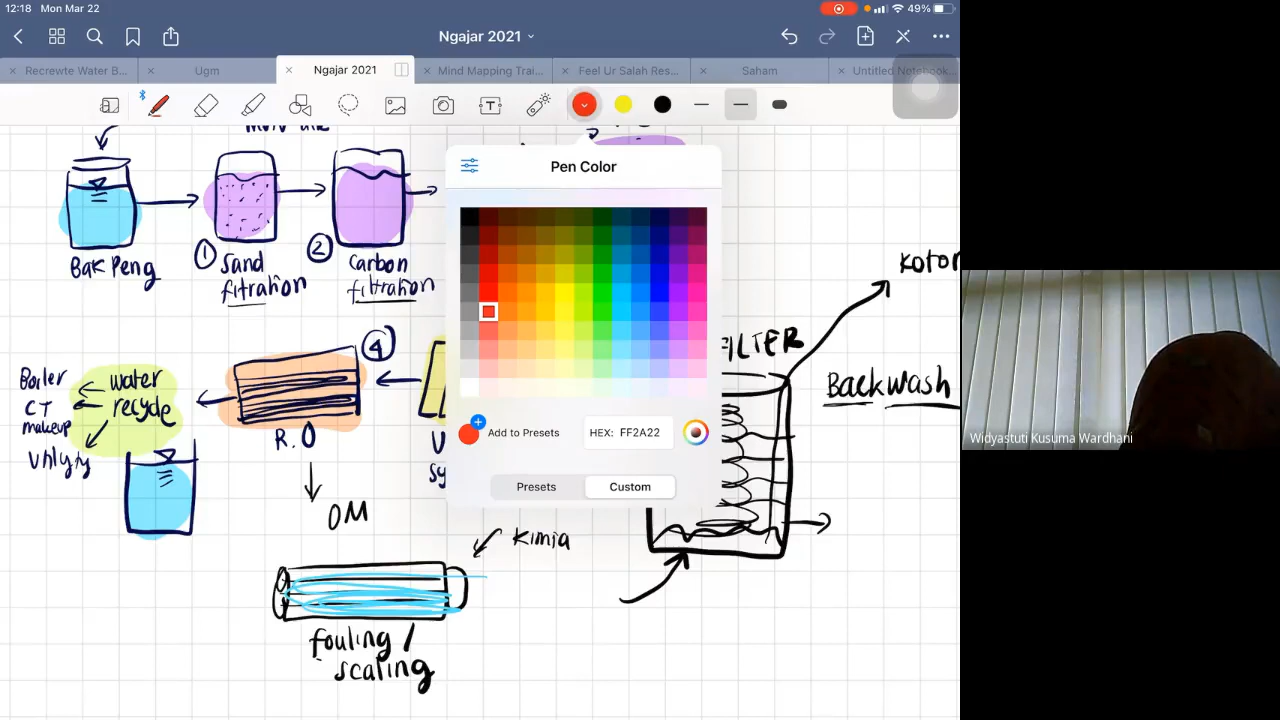 12:18 Mon Mar 22
49%
Ngajar 2021
Recrewte Water B...
Ugm
Ngajar 2021
Mind Mapping Trai...
Feel Ur Salah Res...
Saham
Untitled Notebook...
Pen Color
Bak Peng
1 Sand
filtration
2 Carbon
filtration
HEX: FF2A22
Add to Presets
Presets
Custom
4
Boiler
CT
makeup
Utility
water
recycle
R.O
OM
Kimia
fouling /
scaling
FILTER
Backwash
Kotor
Widyastuti Kusuma Wardhani